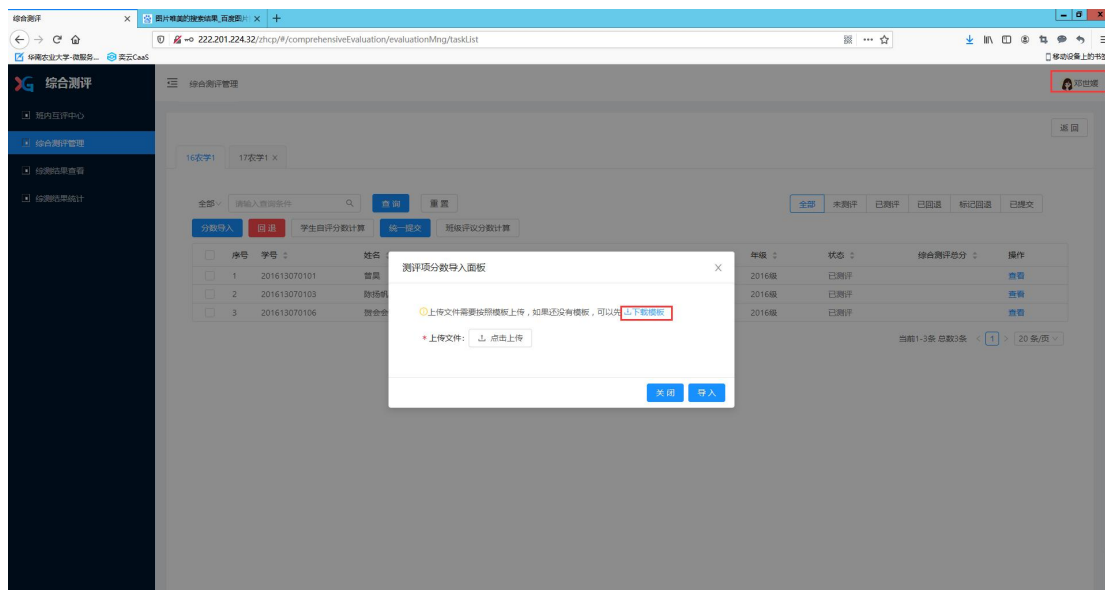 综合测评 × 图片唯美的搜索结果_百度图片 × +
222.201.224.32/zhcp/#/comprehensiveEvaluation/evaluationMng/taskList
华南农业大学-微服务... 奕云CaaS 移动设备上的书签
XG 综合测评 综合测评管理 邓世媛
班内互评中心
返 回
综合测评管理
16农学1 17农学1 ×
综测结果查看
综测结果统计
全部 请输入查询条件 查 询 重 置 全部 未测评 已测评 已回退 标记回退 已提交
分数导入 回 退 学生自评分数计算 统一提交 班级评议分数计算
序号 学号 姓名 年级 状态 综合测评总分 操作
1 201613070101 2016级 已测评 查看
2 201613070103 2016级 已测评 查看
3 201613070106 2016级 已测评 查看
测评项分数导入面板 ×
上传文件需要按照模板上传，如果还没有模板，可以先 下载模板
* 上传文件： 点击上传
当前1-3条 总数3条 < 1 > 20 条/页
关 闭 导 入